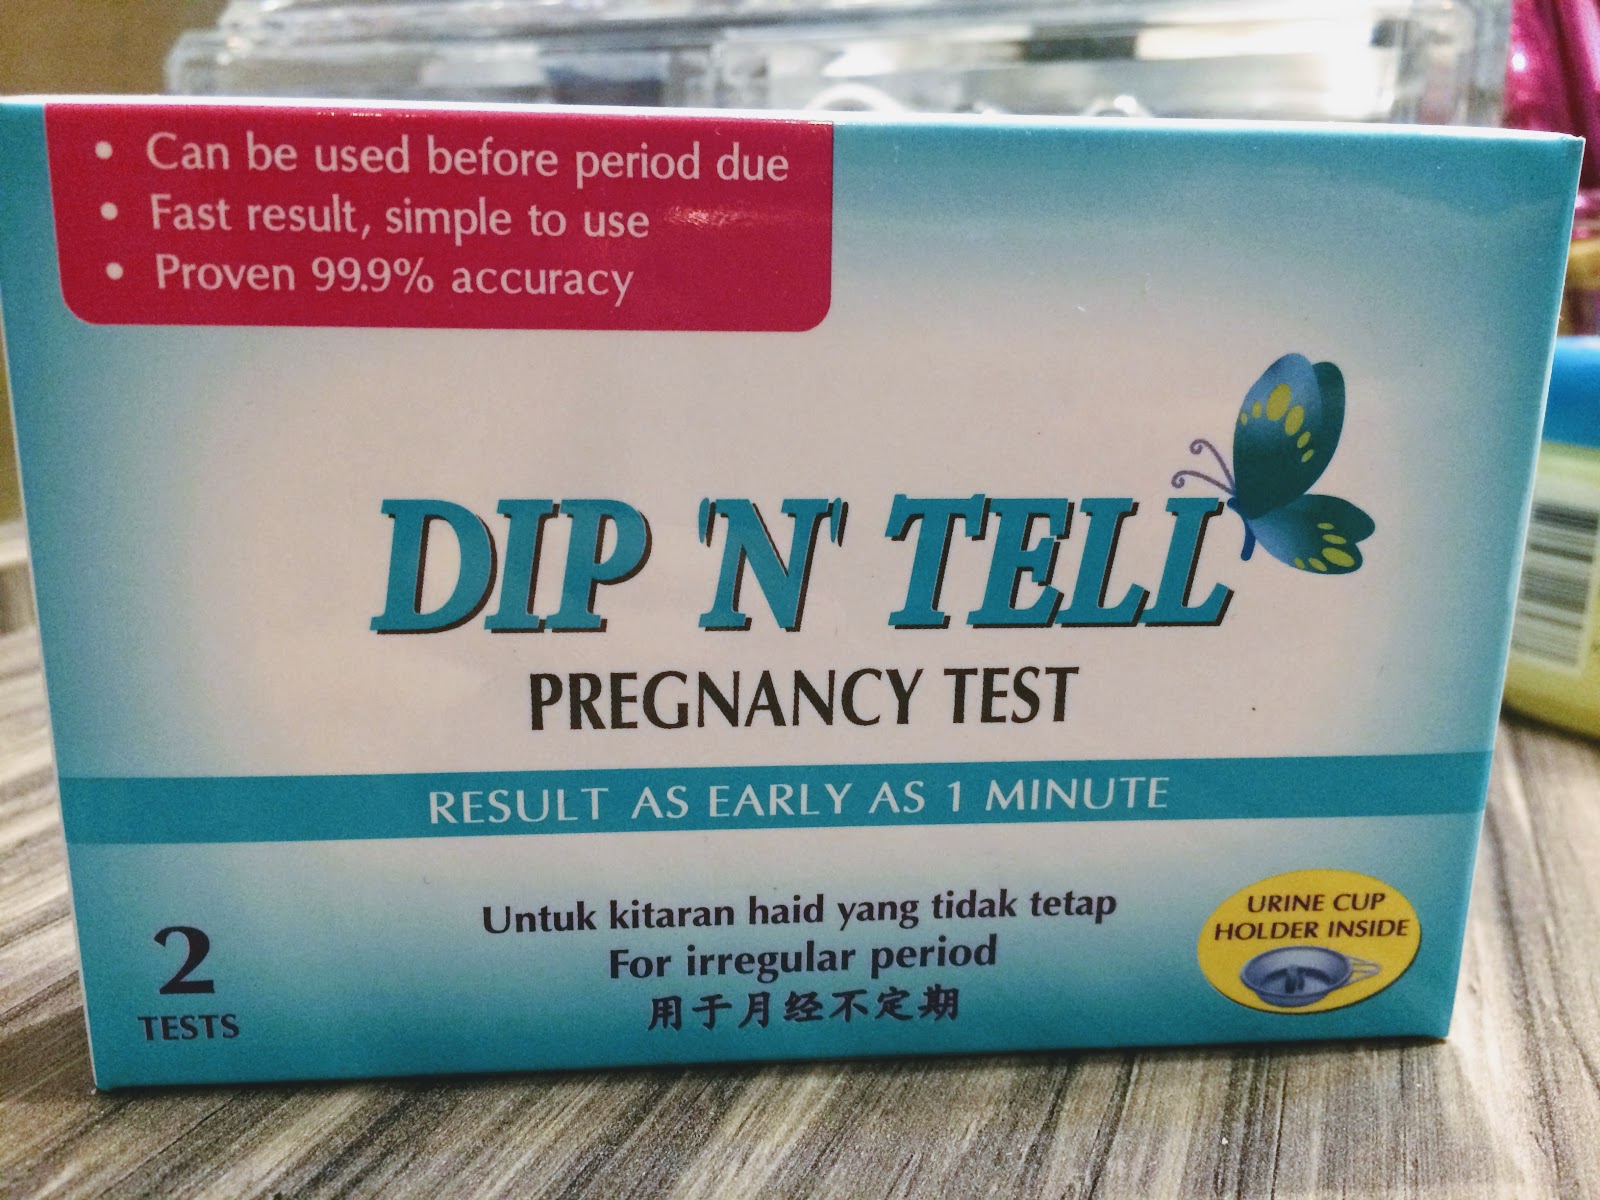 • Can be used before period due
• Fast result, simple to use
• Proven 99.9% accuracy
DIP 'N' TELL
PREGNANCY TEST
RESULT AS EARLY AS 1 MINUTE
Untuk kitaran haid yang tidak tetap
For irregular period
用于月经不定期
2
TESTS
URINE CUP
HOLDER INSIDE